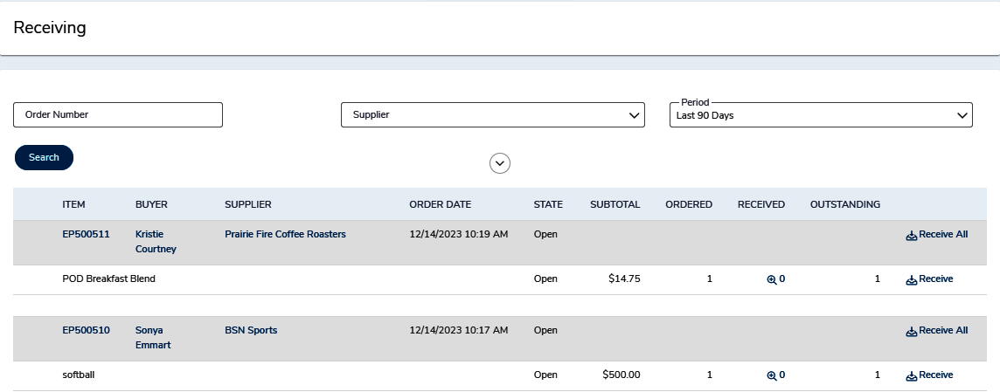 Receiving
Order Number
Supplier
Period
Last 90 Days
Search
ITEM BUYER SUPPLIER ORDER DATE STATE SUBTOTAL ORDERED RECEIVED OUTSTANDING
EP500511 Kristie Courtney Prairie Fire Coffee Roasters 12/14/2023 10:19 AM Open Receive All
POD Breakfast Blend Open $14.75 1 0 1 Receive
EP500510 Sonya Emmart BSN Sports 12/14/2023 10:17 AM Open Receive All
softball Open $500.00 1 0 1 Receive